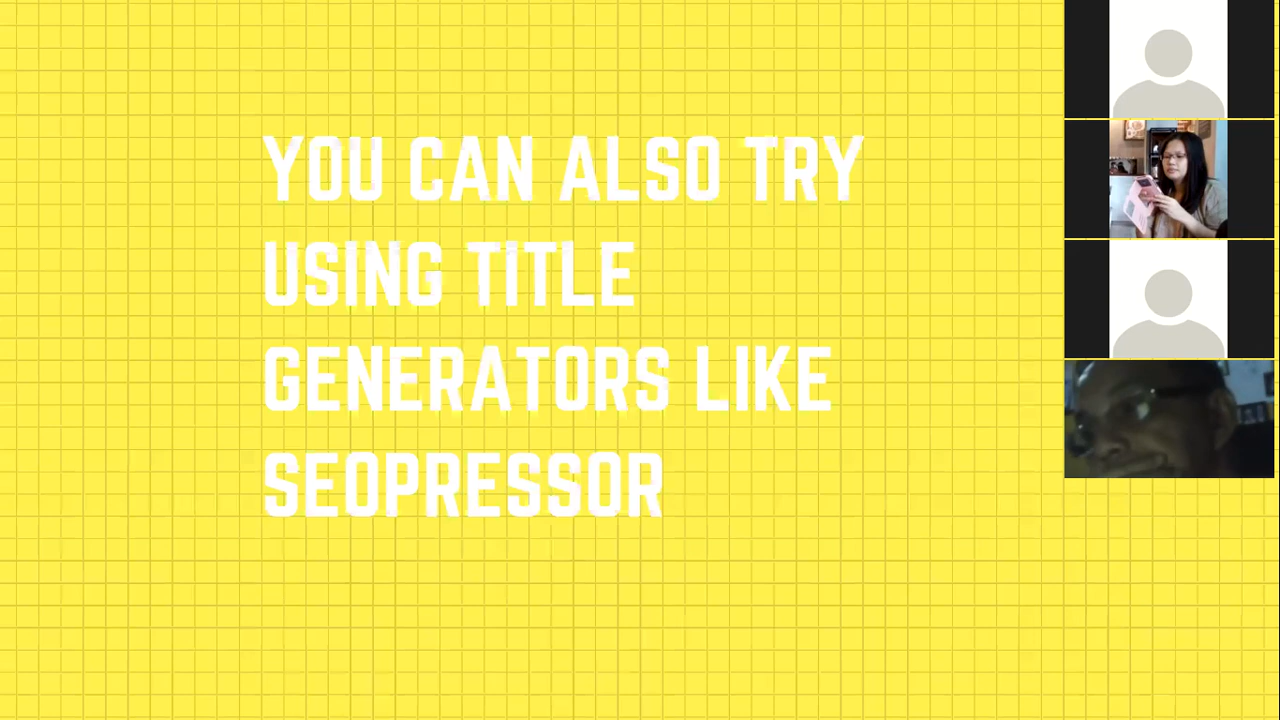 YOU CAN ALSO TRY
USING TITLE
GENERATORS LIKE
SEOPRESSOR